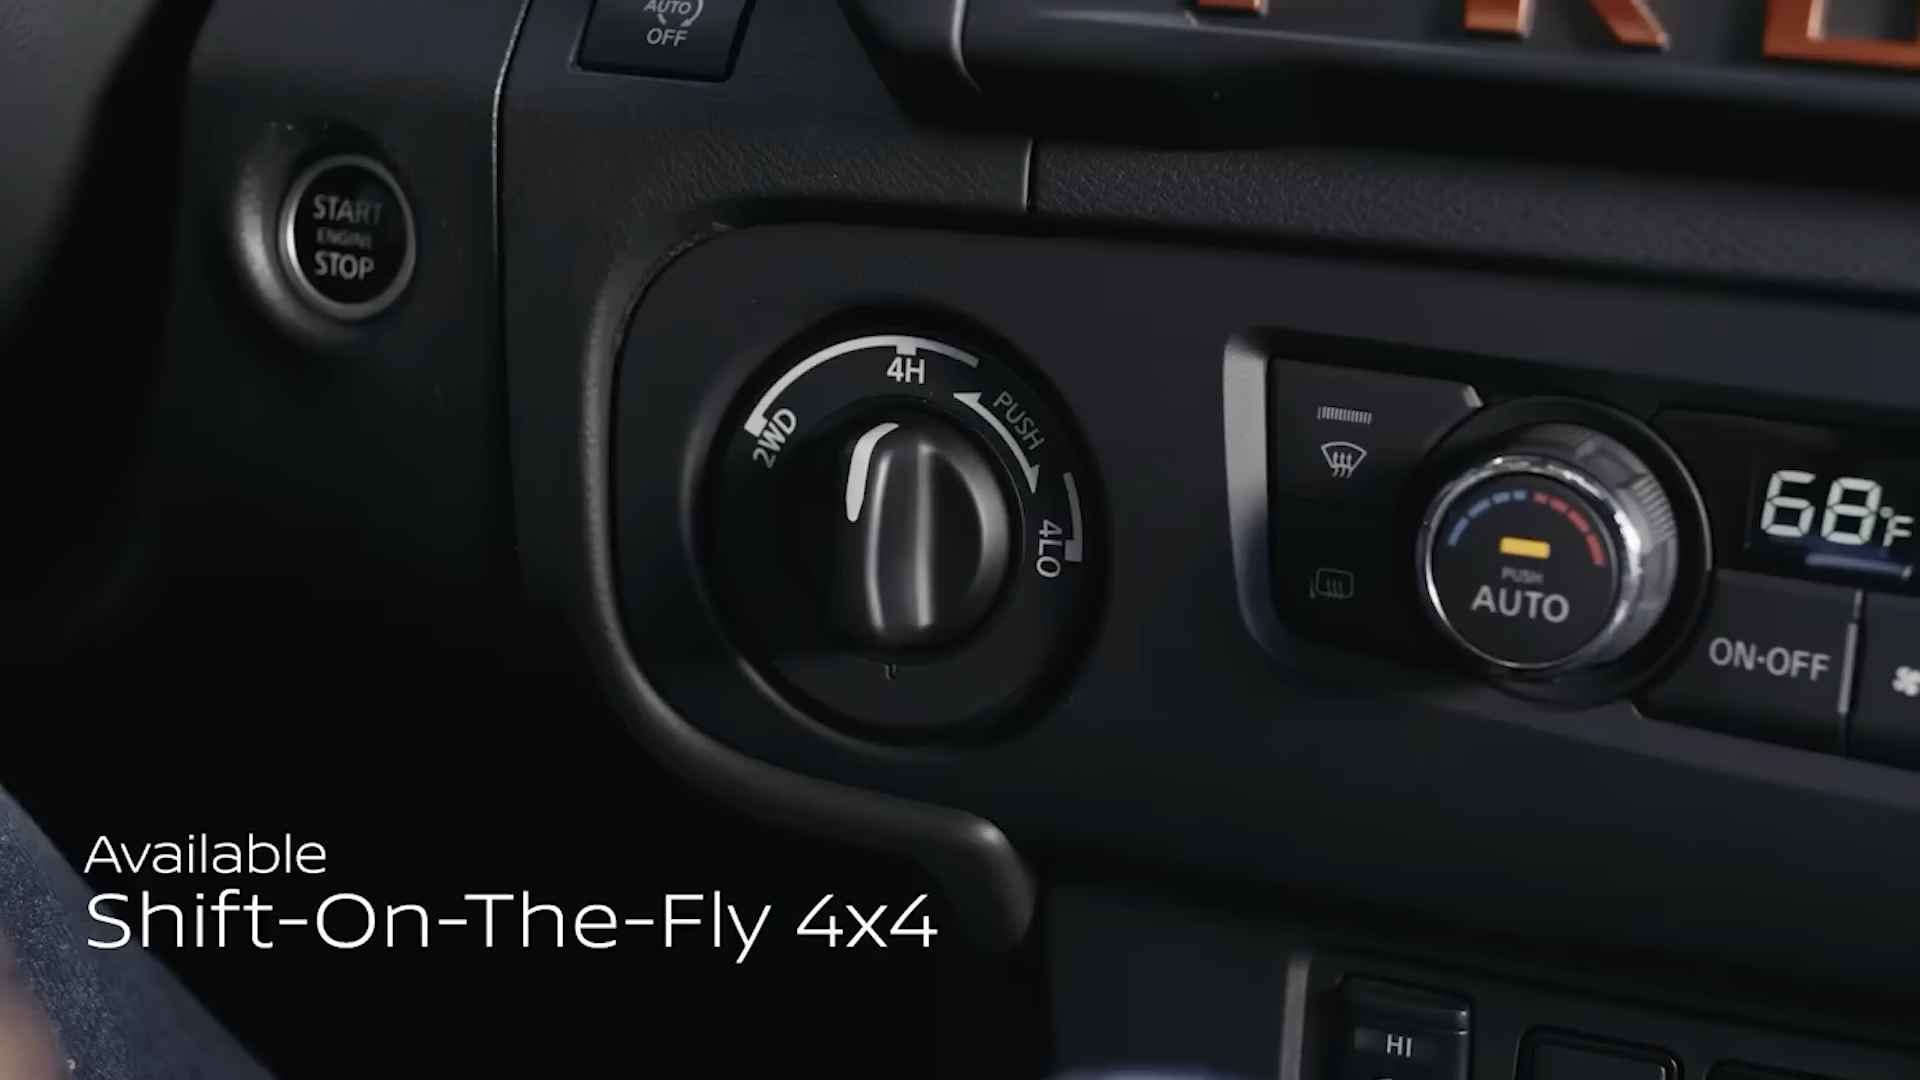 AUTO
OFF
START
ENGINE
STOP
4H
2WD
PUSH
4LO
68°F
PUSH
AUTO
ON·OFF
Available
Shift-On-The-Fly 4x4
HI